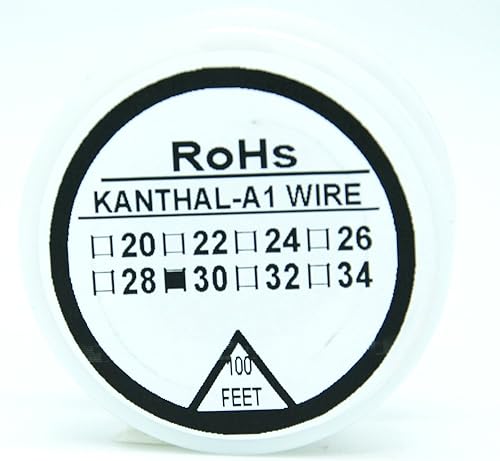 RoHs
KANTHAL-A1 WIRE
☐20☐22☐24☐26
☐28■30☐32☐34
100
FEET